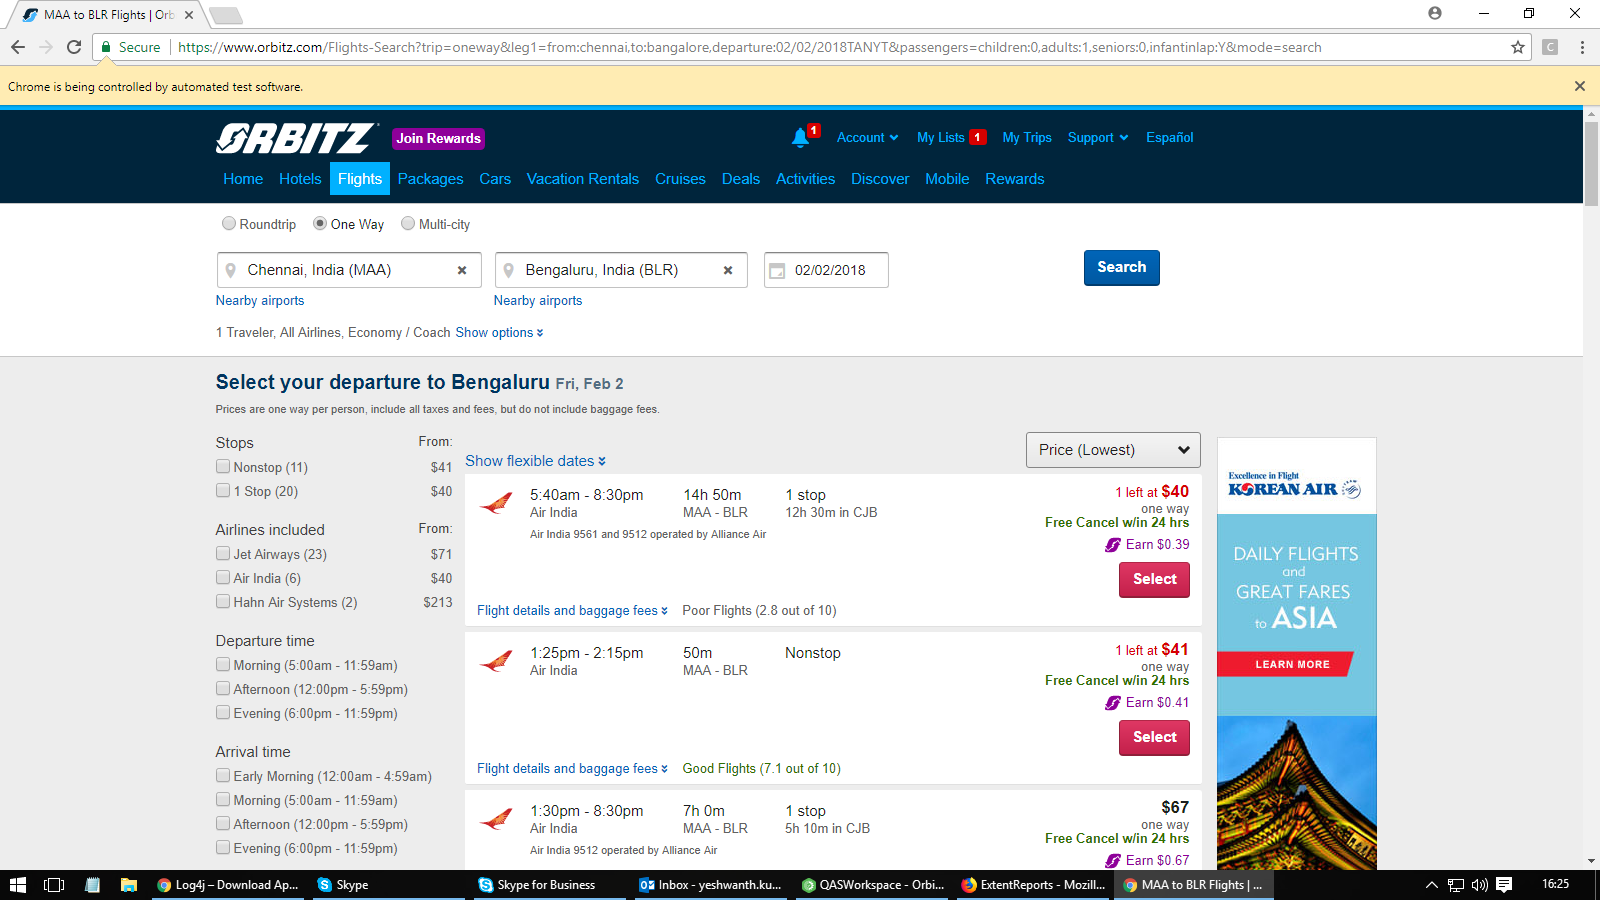 MAA to BLR Flights | Orb
Secure
https://www.orbitz.com/Flights-Search?trip=oneway&leg1=from:chennai,to:bangalore,departure:02/02/2018TANYT&passengers=children:0,adults:1,seniors:0,infantinlap:Y&mode=search
C
Chrome is being controlled by automated test software.
ORBITZ
Join Rewards
1
Account
My Lists 1
My Trips
Support
Español
Home Hotels Flights Packages Cars Vacation Rentals Cruises Deals Activities Discover Mobile Rewards
Roundtrip One Way Multi-city
Chennai, India (MAA)
Bengaluru, India (BLR)
02/02/2018
Search
Nearby airports
Nearby airports
1 Traveler, All Airlines, Economy / Coach Show options
Select your departure to Bengaluru Fri, Feb 2
Prices are one way per person, include all taxes and fees, but do not include baggage fees.
Stops From:
Nonstop (11) $41
1 Stop (20) $40
Airlines included From:
Jet Airways (23) $71
Air India (6) $40
Hahn Air Systems (2) $213
Departure time
Morning (5:00am - 11:59am)
Afternoon (12:00pm - 5:59pm)
Evening (6:00pm - 11:59pm)
Arrival time
Early Morning (12:00am - 4:59am)
Morning (5:00am - 11:59am)
Afternoon (12:00pm - 5:59pm)
Evening (6:00pm - 11:59pm)
Show flexible dates
Price (Lowest)
5:40am - 8:30pm 14h 50m 1 stop
Air India MAA - BLR 12h 30m in CJB
Air India 9561 and 9512 operated by Alliance Air
1 left at $40
one way
Free Cancel w/in 24 hrs
Earn $0.39
Select
Flight details and baggage fees Poor Flights (2.8 out of 10)
1:25pm - 2:15pm 50m Nonstop
Air India MAA - BLR
1 left at $41
one way
Free Cancel w/in 24 hrs
Earn $0.41
Select
Flight details and baggage fees Good Flights (7.1 out of 10)
1:30pm - 8:30pm 7h 0m 1 stop
Air India MAA - BLR 5h 10m in CJB
Air India 9512 operated by Alliance Air
$67
one way
Free Cancel w/in 24 hrs
Earn $0.67
Excellence in Flight
KOREAN AIR
DAILY FLIGHTS
and
GREAT FARES
to ASIA
LEARN MORE
Log4j – Download Ap...
Skype
Skype for Business
Inbox - yeshwanth.ku...
QASWorkspace - Orbi...
ExtentReports - Mozill...
MAA to BLR Flights | ...
16:25